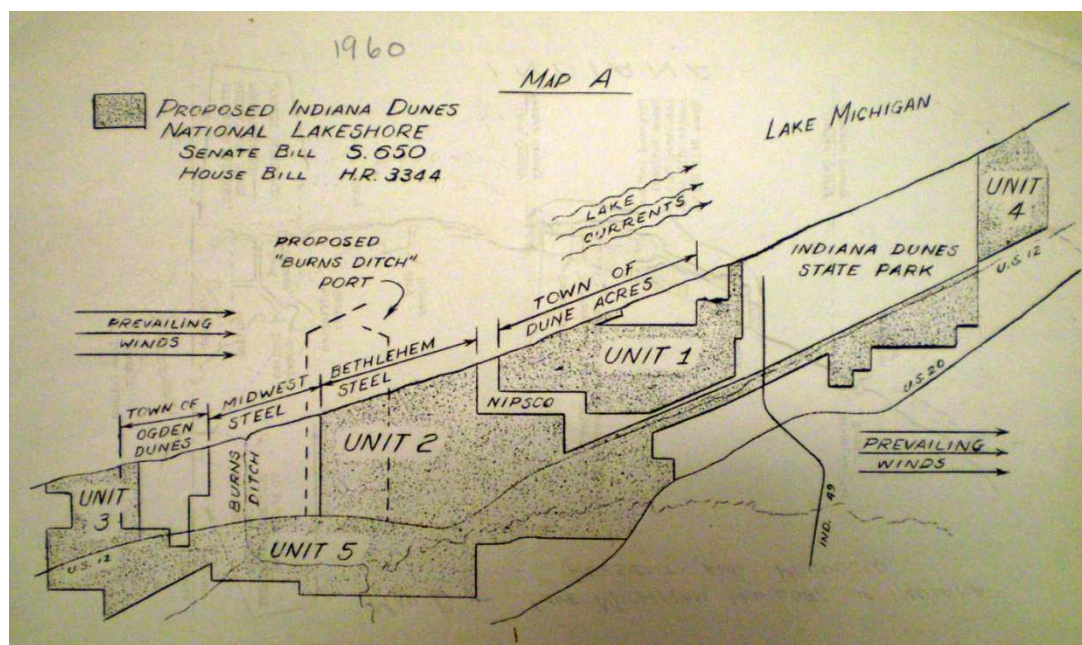 1960
MAP A
PROPOSED INDIANA DUNES
NATIONAL LAKESHORE
SENATE BILL S. 650
HOUSE BILL H.R. 3344
LAKE MICHIGAN
LAKE
CURRENTS
UNIT
4
PROPOSED
"BURNS DITCH"
PORT
INDIANA DUNES
STATE PARK
U.S. 12
TOWN OF
DUNE ACRES
PREVAILING
WINDS
UNIT 1
BETHLEHEM
STEEL
MIDWEST
STEEL
U.S. 20
NIPSCO
TOWN OF
OGDEN
DUNES
UNIT 2
PREVAILING
WINDS
BURNS
DITCH
UNIT
3
IND. 49
UNIT 5
U.S. 12